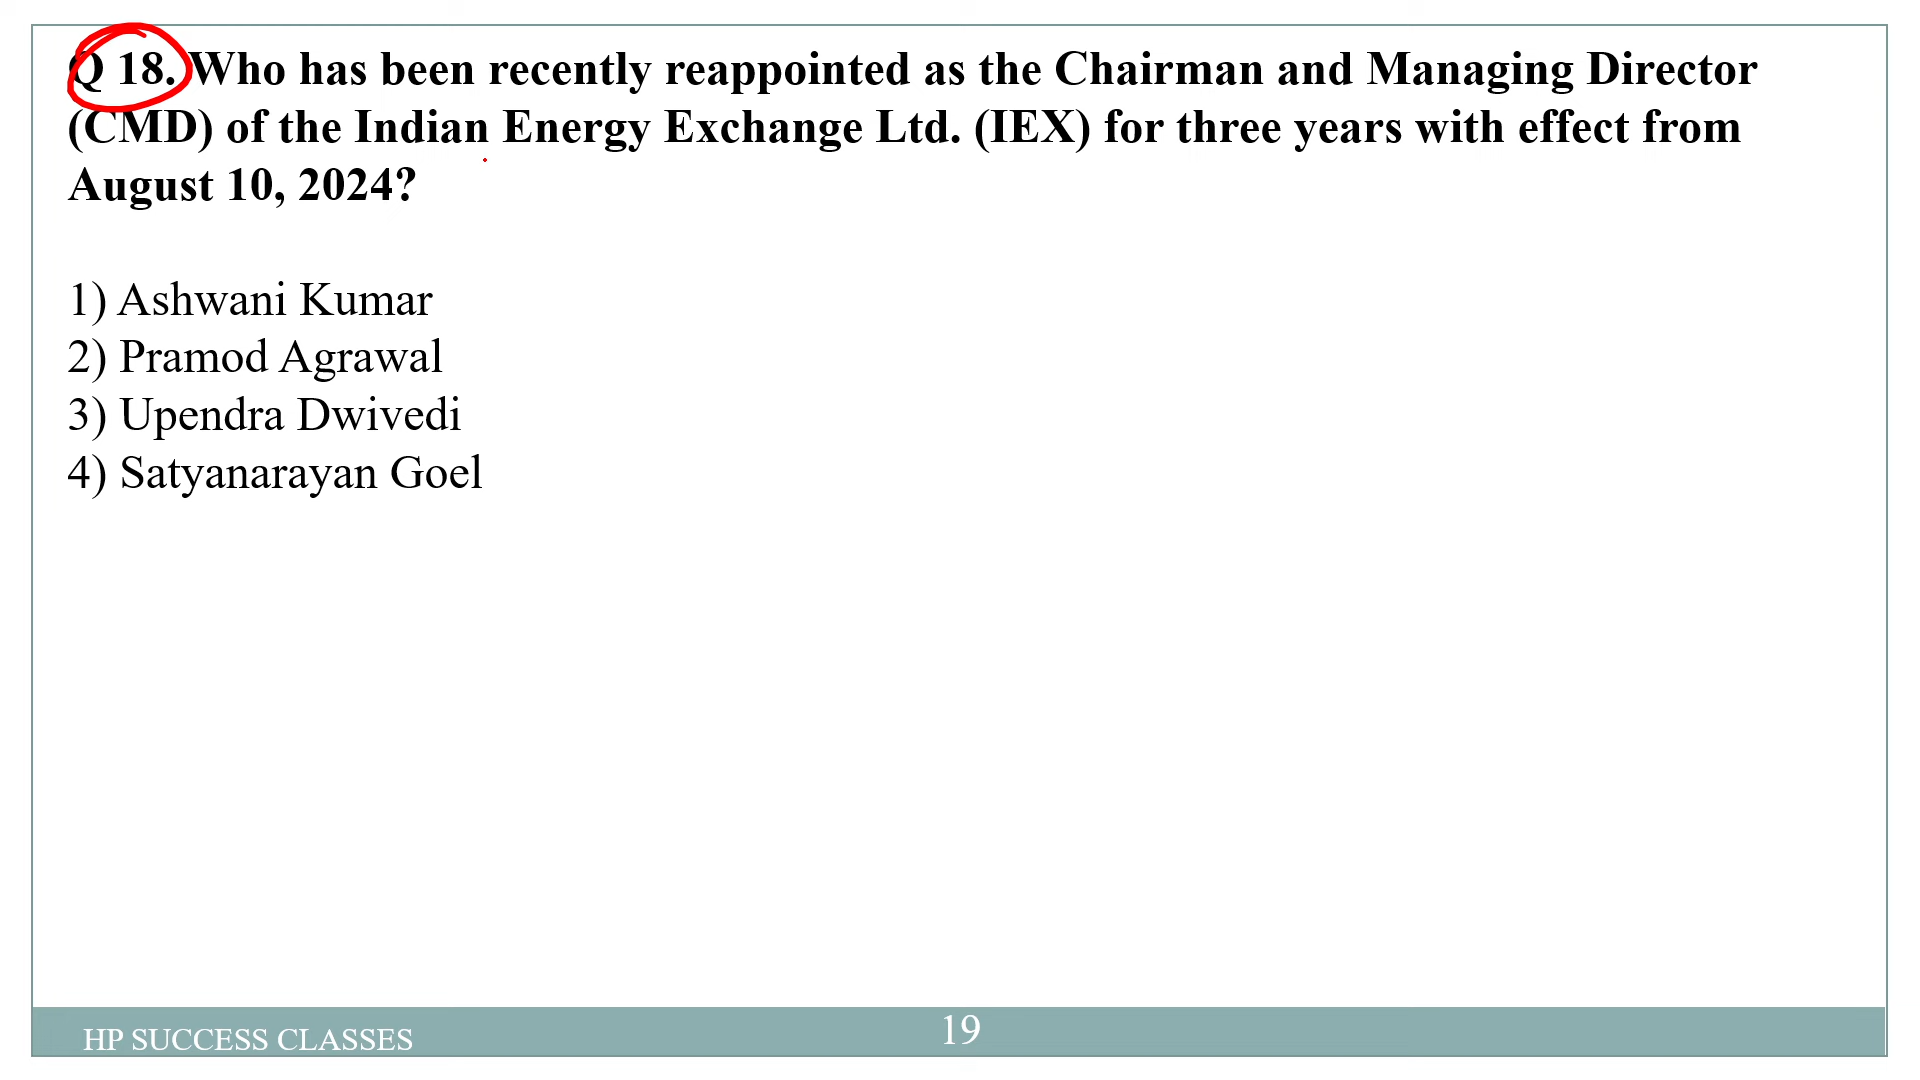 Q 18. Who has been recently reappointed as the Chairman and Managing Director
(CMD) of the Indian Energy Exchange Ltd. (IEX) for three years with effect from
August 10, 2024?
1) Ashwani Kumar
2) Pramod Agrawal
3) Upendra Dwivedi
4) Satyanarayan Goel
HP SUCCESS CLASSES
19